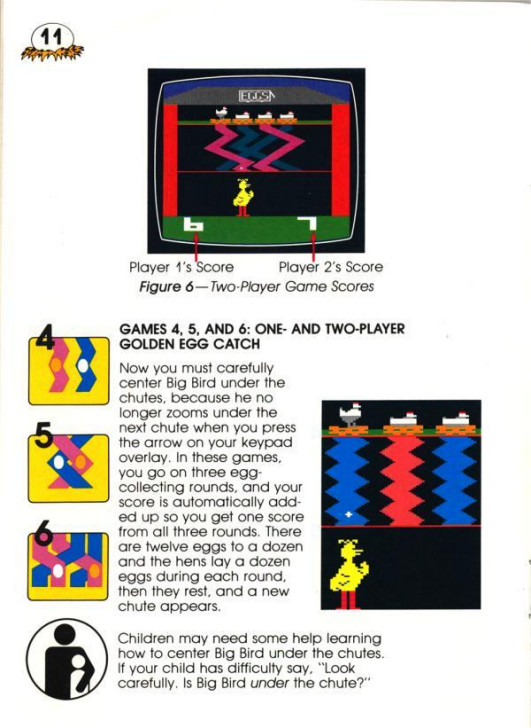 11
EGGS
6 7
Player 1's Score Player 2's Score
Figure 6—Two-Player Game Scores
4
GAMES 4, 5, AND 6: ONE- AND TWO-PLAYER
GOLDEN EGG CATCH
Now you must carefully
center Big Bird under the
chutes, because he no
longer zooms under the
next chute when you press
the arrow on your keypad
5
overlay. In these games,
you go on three egg-
collecting rounds, and your
score is automatically add-
ed up so you get one score
6
from all three rounds. There
are twelve eggs to a dozen
and the hens lay a dozen
eggs during each round,
then they rest, and a new
chute appears.
Children may need some help learning
how to center Big Bird under the chutes.
If your child has difficulty say, "Look
carefully. Is Big Bird under the chute?"